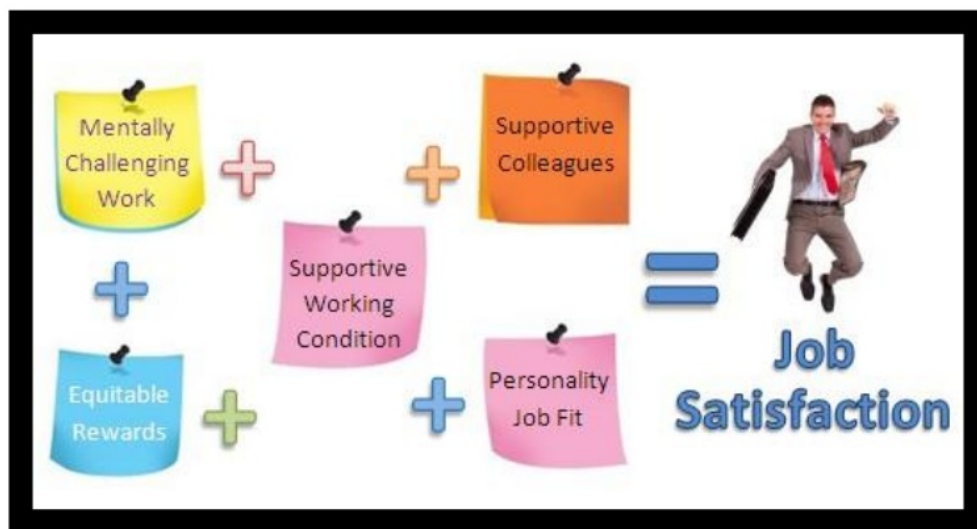 Mentally
Challenging
Work
Supportive
Colleagues
Supportive
Working
Condition
Equitable
Rewards
Personality
Job Fit
Job
Satisfaction